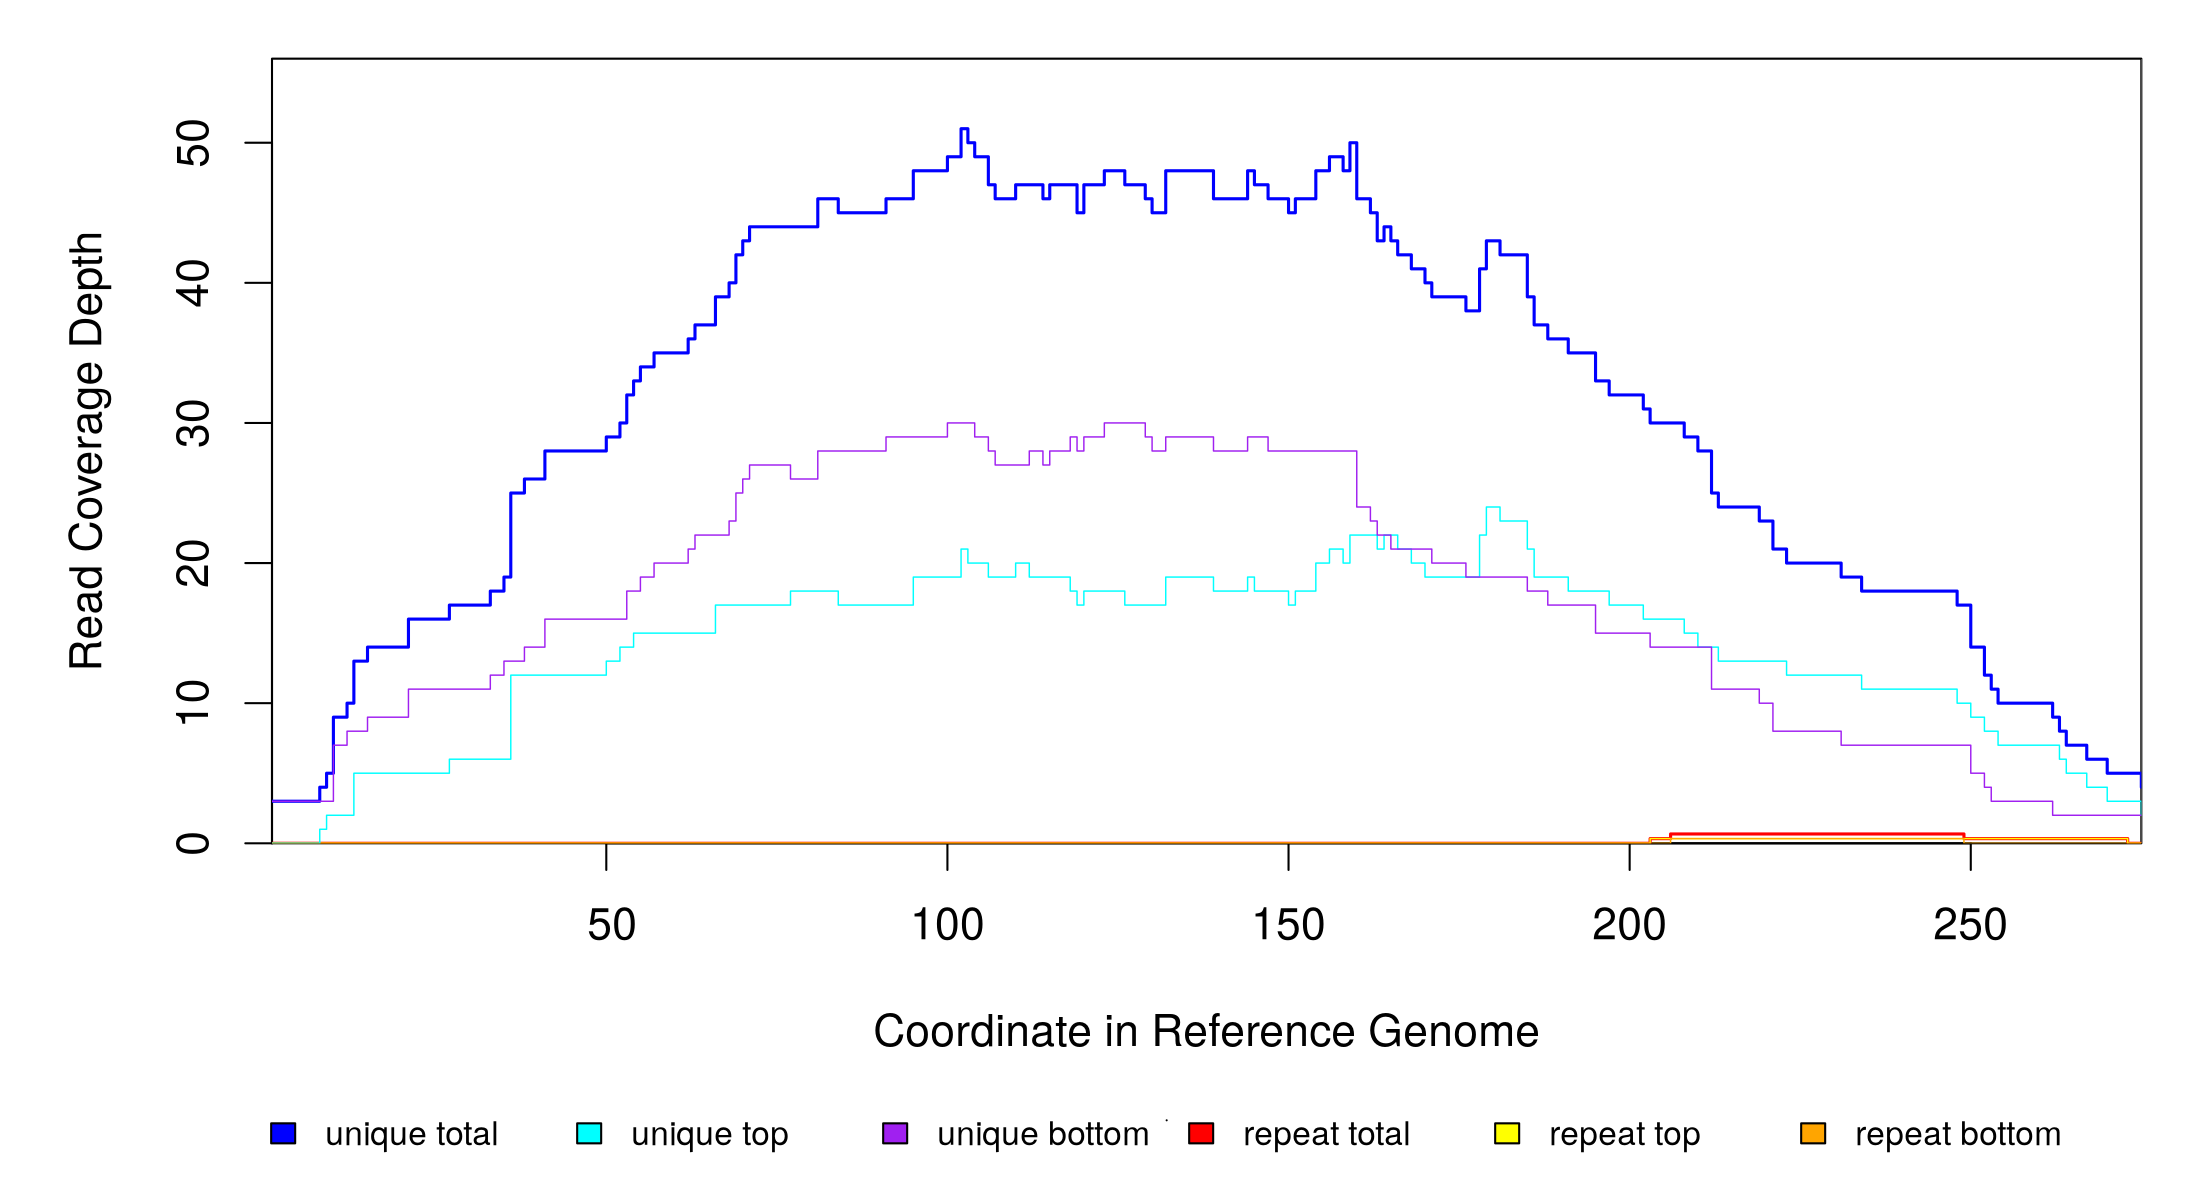 Read Coverage Depth
50
40
30
20
10
0
50 100 150 200 250
Coordinate in Reference Genome
unique total unique top unique bottom repeat total repeat top repeat bottom